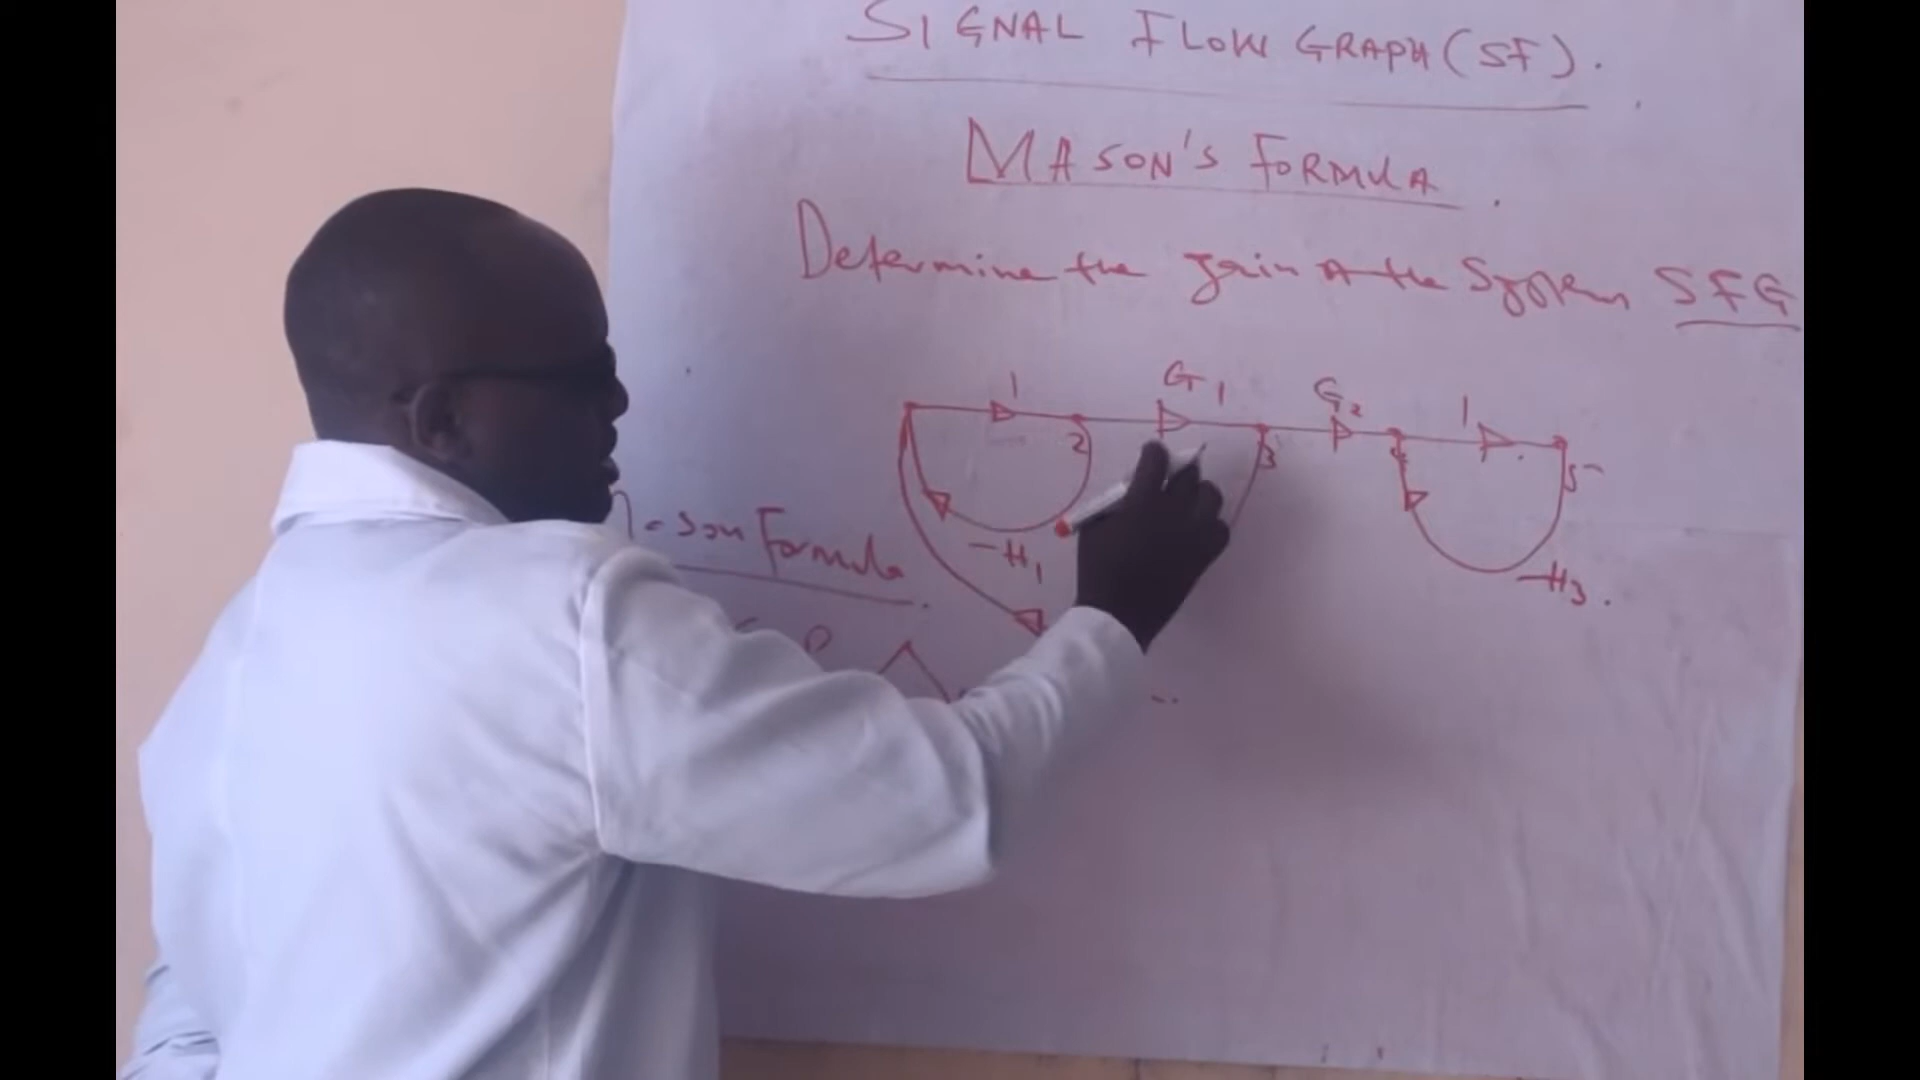 SIGNAL FLOW GRAPH (SF).
MASON'S FORMULA.
Determine the gain of the System SFG
1 G1 G2 1
2 3 4 5
-H1 -H3.
Formula